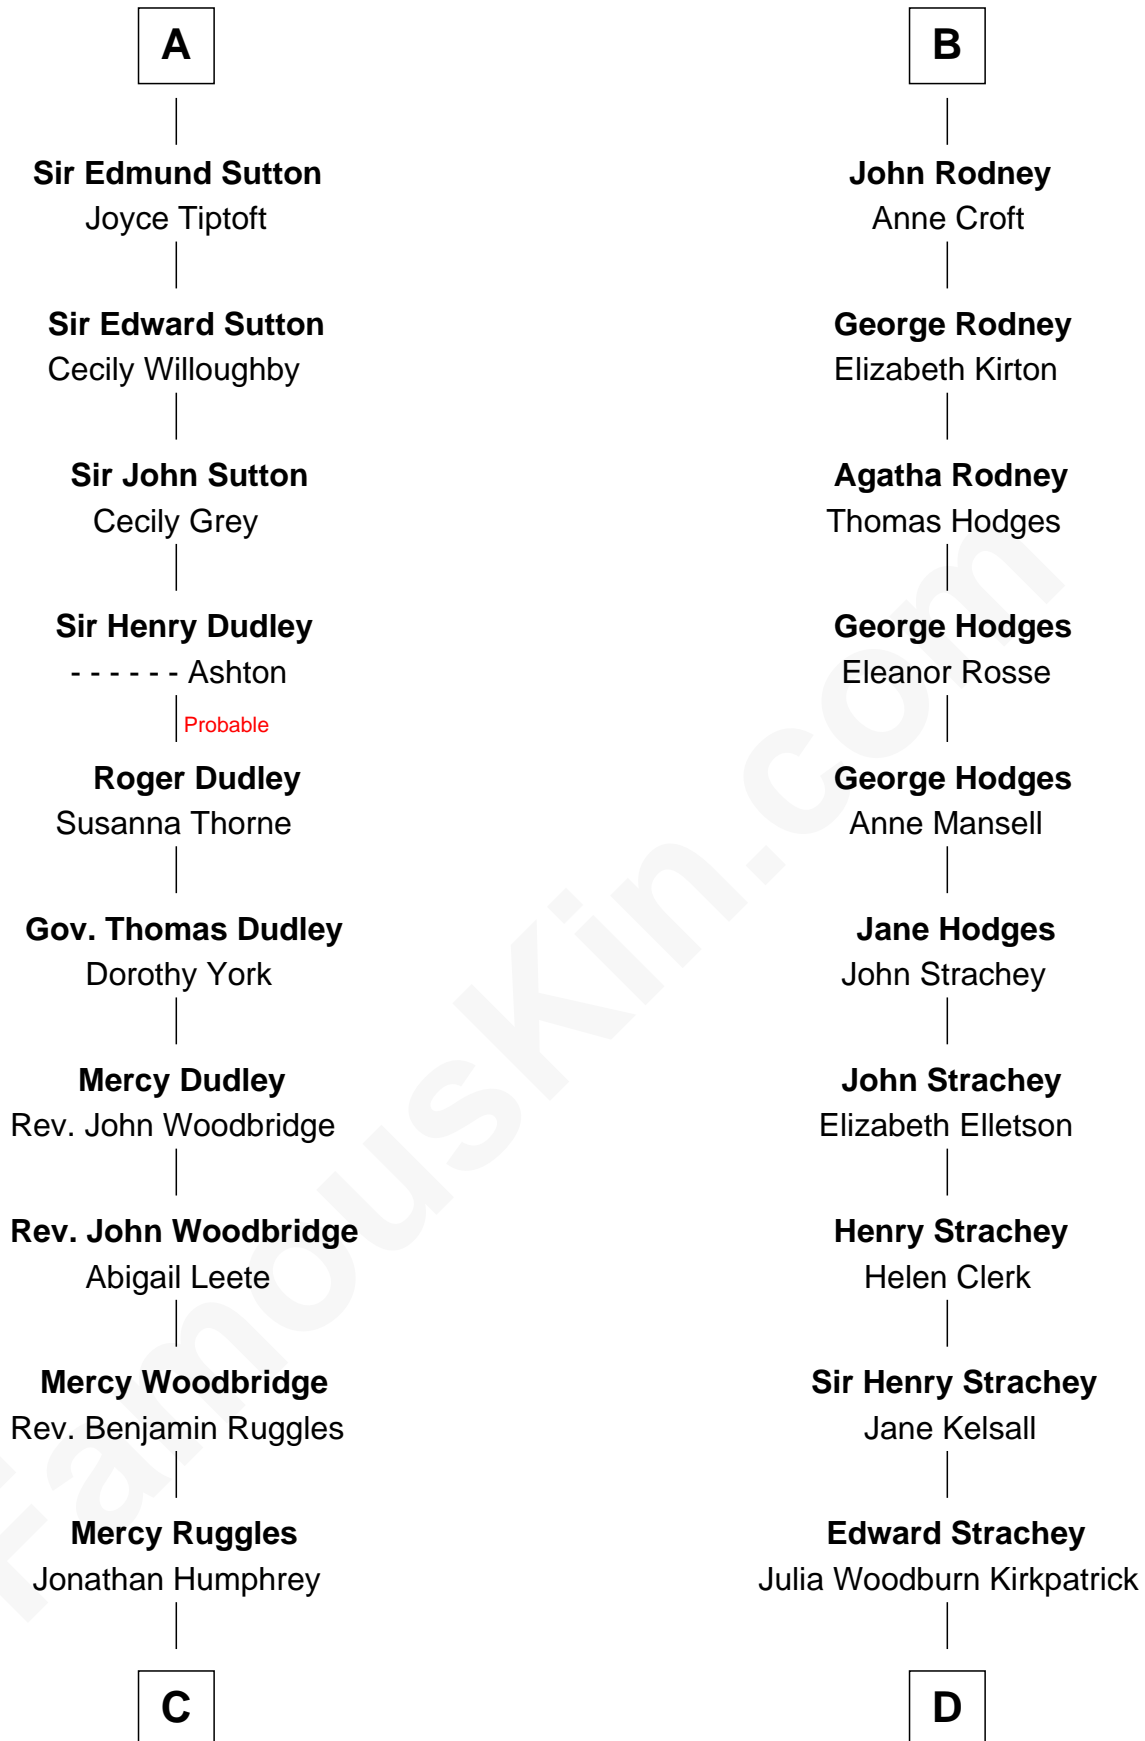 A
Sir Edmund Sutton
Joyce Tiptoft
Sir Edward Sutton
Cecily Willoughby
Sir John Sutton
Cecily Grey
Sir Henry Dudley
- - - - - - Ashton
Probable
Roger Dudley
Susanna Thorne
Gov. Thomas Dudley
Dorothy York
Mercy Dudley
Rev. John Woodbridge
Rev. John Woodbridge
Abigail Leete
Mercy Woodbridge
Rev. Benjamin Ruggles
Mercy Ruggles
Jonathan Humphrey
C
B
John Rodney
Anne Croft
George Rodney
Elizabeth Kirton
Agatha Rodney
Thomas Hodges
George Hodges
Eleanor Rosse
George Hodges
Anne Mansell
Jane Hodges
John Strachey
John Strachey
Elizabeth Elletson
Henry Strachey
Helen Clerk
Sir Henry Strachey
Jane Kelsall
Edward Strachey
Julia Woodburn Kirkpatrick
D
FamousKin.com